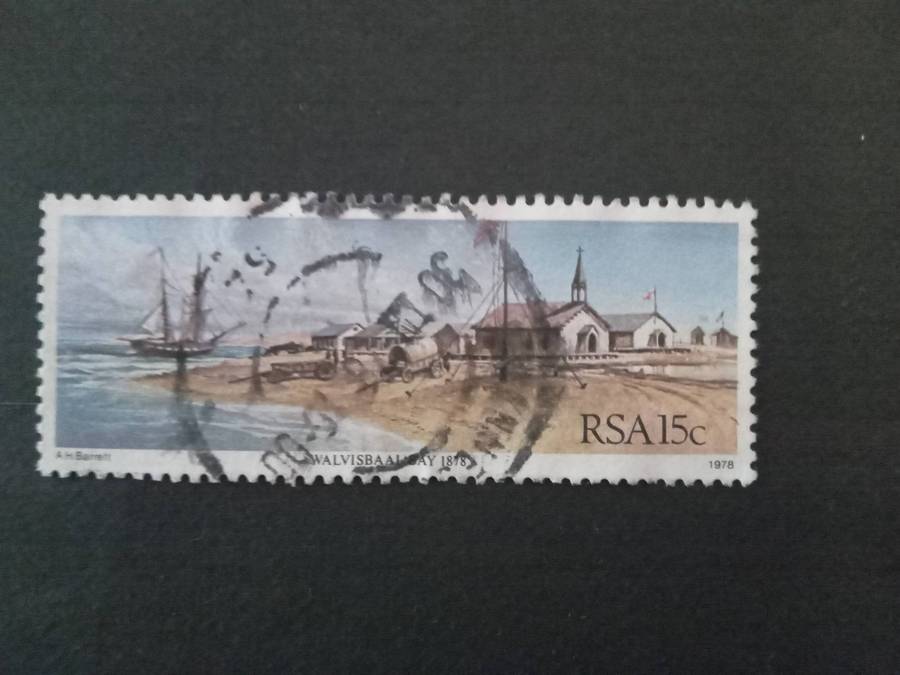 RSA 15c
A.H.Barrett
WALVISBAAI·BAY 1878
1978